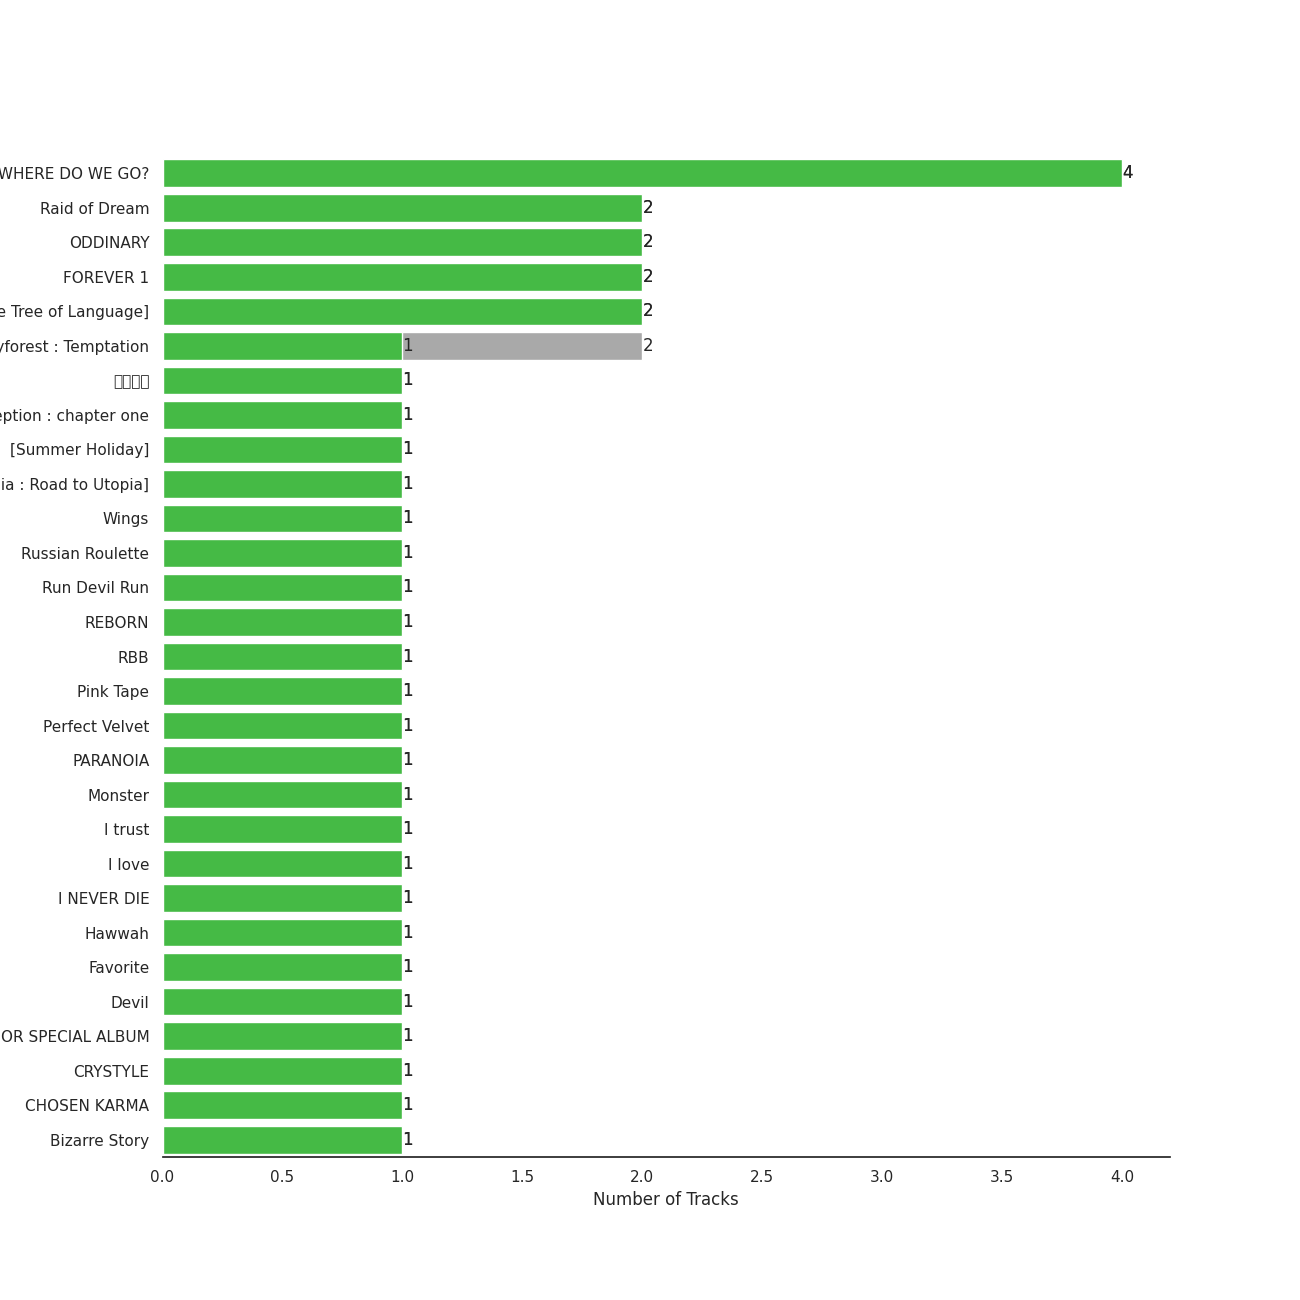 WHERE DO WE GO? 4
Raid of Dream 2
ODDINARY 2
FOREVER 1 2
Tree of Language] 2
: Temptation 1 2
1
: chapter one 1
[Summer Holiday] 1
: Road to Utopia] 1
Wings 1
Russian Roulette 1
Run Devil Run 1
REBORN 1
RBB 1
Pink Tape 1
Perfect Velvet 1
PARANOIA 1
Monster 1
I trust 1
I love 1
I NEVER DIE 1
Hawwah 1
Favorite 1
Devil 1
SPECIAL ALBUM 1
CRYSTYLE 1
CHOSEN KARMA 1
Bizarre Story 1
0.0 0.5 1.0 1.5 2.0 2.5 3.0 3.5 4.0
Number of Tracks